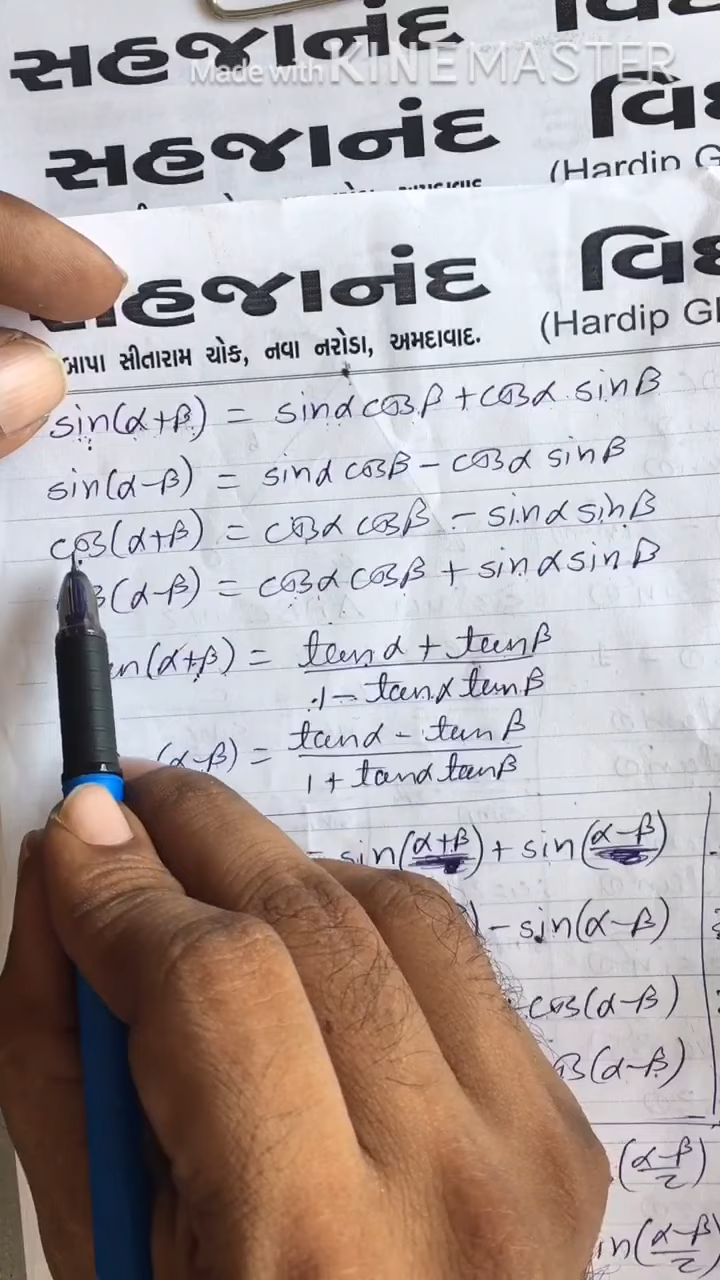 સહજાનંદ વિ
Made with KINEMASTER
સહજાનંદ વિ
(Hardip G
સહજાનંદ વિ
બાપા સીતારામ ચોક, નવા નરોડા, અમદાવાદ. (Hardip Gl
sin(α+β) = sinα cosβ + cosα sinβ
sin(α-β) = sinα cosβ - cosα sinβ
cos(α+β) = cosα cosβ - sinα sinβ
(α-β) = cosα cosβ + sinα sinβ
(α+β) = tanα + tanβ
1 - tanα tanβ
(α-β) = tanα - tanβ
1 + tanα tanβ
= sin(α+β) + sin(α-β)
- sin(α-β)
cos(α-β)
(α-β)
(α-β
2)
in(α-β
2)